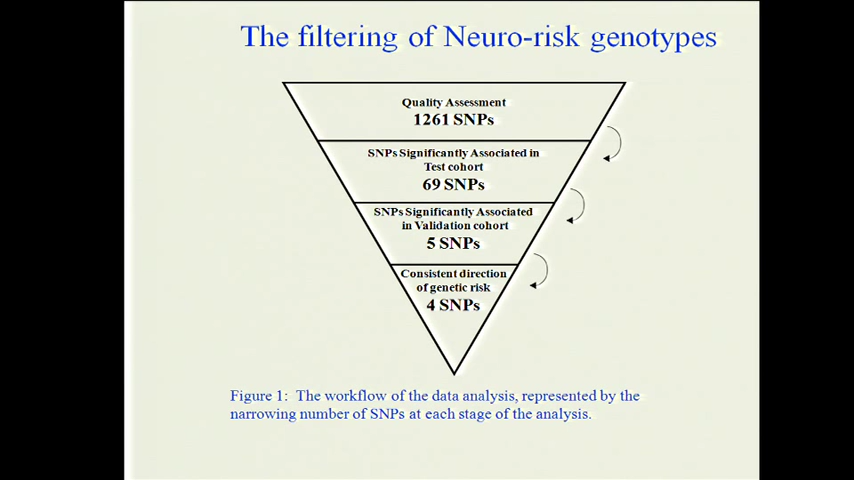 The filtering of Neuro-risk genotypes
Quality Assessment
1261 SNPs
SNPs Significantly Associated in
Test cohort
69 SNPs
SNPs Significantly Associated
in Validation cohort
5 SNPs
Consistent direction
of genetic risk
4 SNPs
Figure 1: The workflow of the data analysis, represented by the
narrowing number of SNPs at each stage of the analysis.